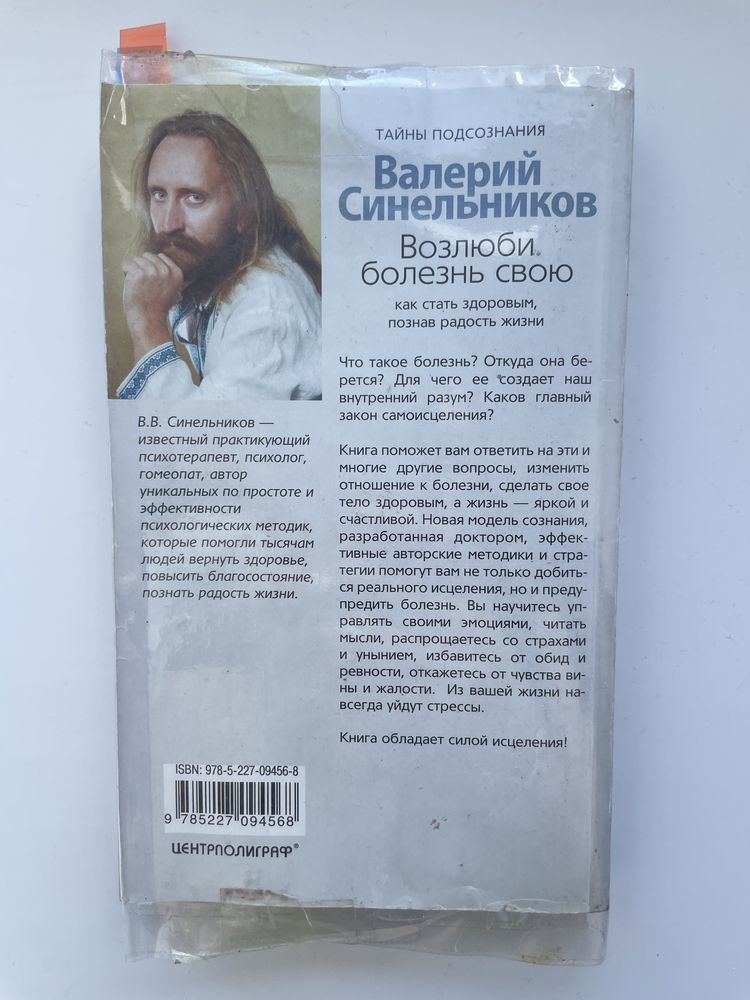 ТАЙНЫ ПОДСОЗНАНИЯ
Валерий
Синельников
Возлюби
болезнь свою
как стать здоровым,
познав радость жизни
Что такое болезнь? Откуда она бе-
рется? Для чего ее создает наш
внутренний разум? Каков главный
закон самоисцеления?
Книга поможет вам ответить на эти и
многие другие вопросы, изменить
отношение к болезни, сделать свое
тело здоровым, а жизнь — яркой и
счастливой. Новая модель сознания,
разработанная доктором, эффек-
тивные авторские методики и стра-
тегии помогут вам не только добить-
ся реального исцеления, но и преду-
предить болезнь. Вы научитесь уп-
равлять своими эмоциями, читать
мысли, распрощаетесь со страхами
и унынием, избавитесь от обид и
ревности, откажетесь от чувства ви-
ны и жалости. Из вашей жизни на-
всегда уйдут стрессы.
Книга обладает силой исцеления!
В.В. Синельников —
известный практикующий
психотерапевт, психолог,
гомеопат, автор
уникальных по простоте и
эффективности
психологических методик,
которые помогли тысячам
людей вернуть здоровье,
повысить благосостояние,
познать радость жизни.
ISBN: 978-5-227-09456-8
9 785227 094568
ЦЕНТРПОЛИГРАФ®